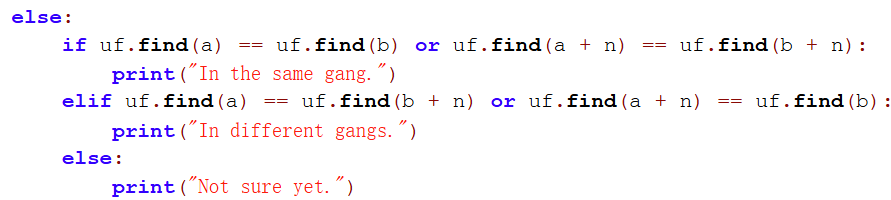 else:
    if uf.find(a) == uf.find(b) or uf.find(a + n) == uf.find(b + n):
        print("In the same gang.")
    elif uf.find(a) == uf.find(b + n) or uf.find(a + n) == uf.find(b):
        print("In different gangs.")
    else:
        print("Not sure yet.")